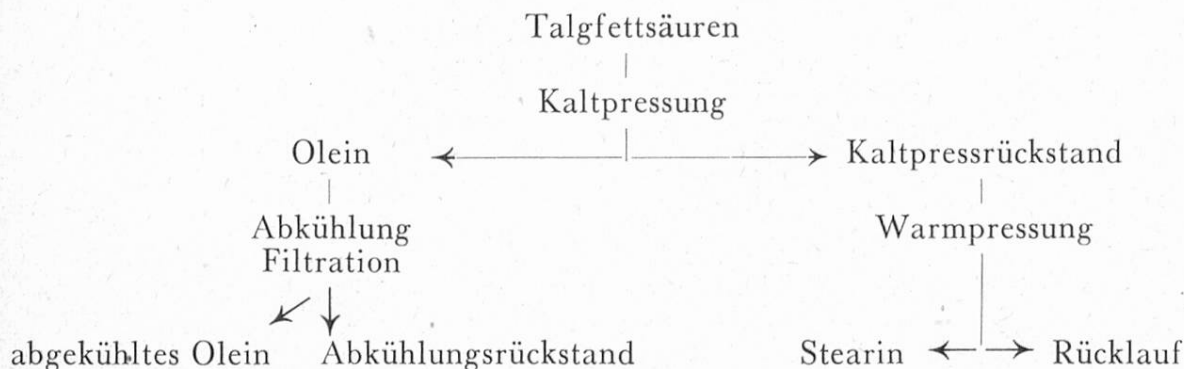 Talgfettsäuren
Kaltpressung
Olein
Kaltpressrückstand
Abkühlung
Filtration
Warmpressung
abgekühltes Olein
Abkühlungsrückstand
Stearin
Rücklauf